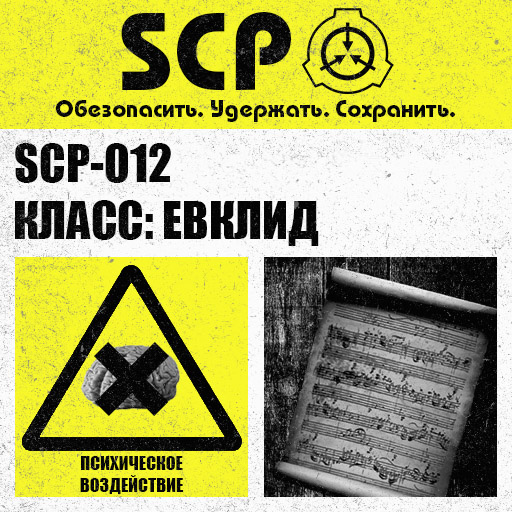 SCP
Обезопасить. Удержать. Сохранить.
SCP-012
КЛАСС: ЕВКЛИД
ПСИХИЧЕСКОЕ
ВОЗДЕЙСТВИЕ